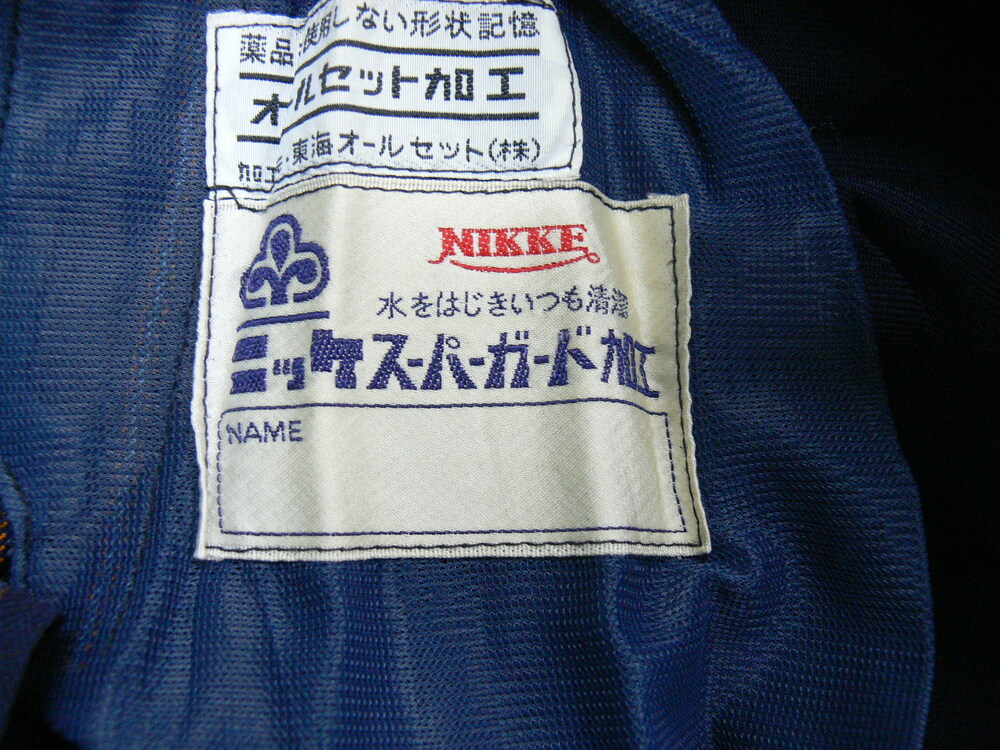 薬品を使用しない形状記憶
オールセット加工
加工・東海オールセット(株)
NIKKE
水をはじきいつも清潔
ニッケスーパーガード加工
NAME